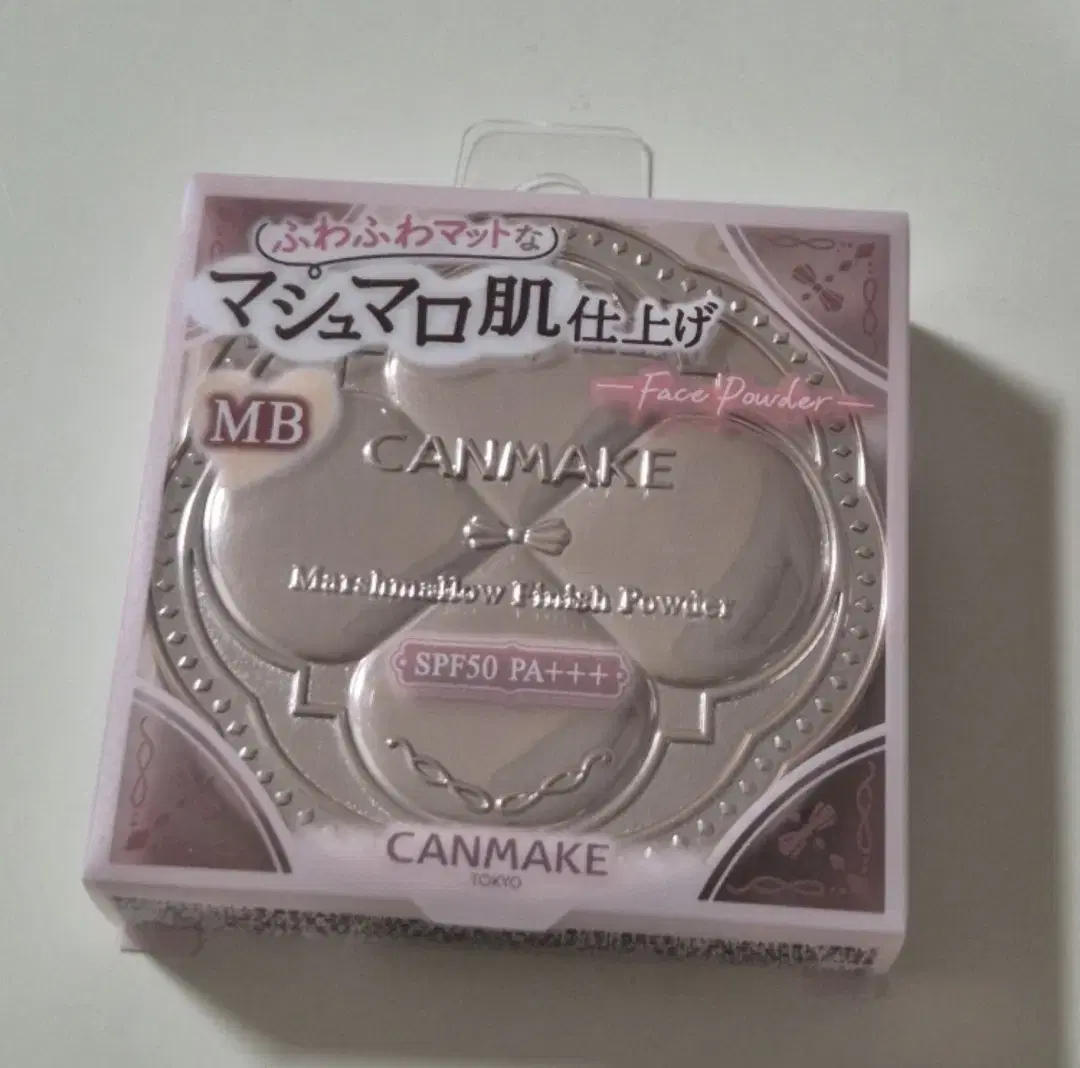 ふわふわマットな
マシュマロ肌仕上げ
Face Powder
MB
CANMAKE
Marshmallow Finish Powder
SPF50 PA+++
CANMAKE
TOKYO